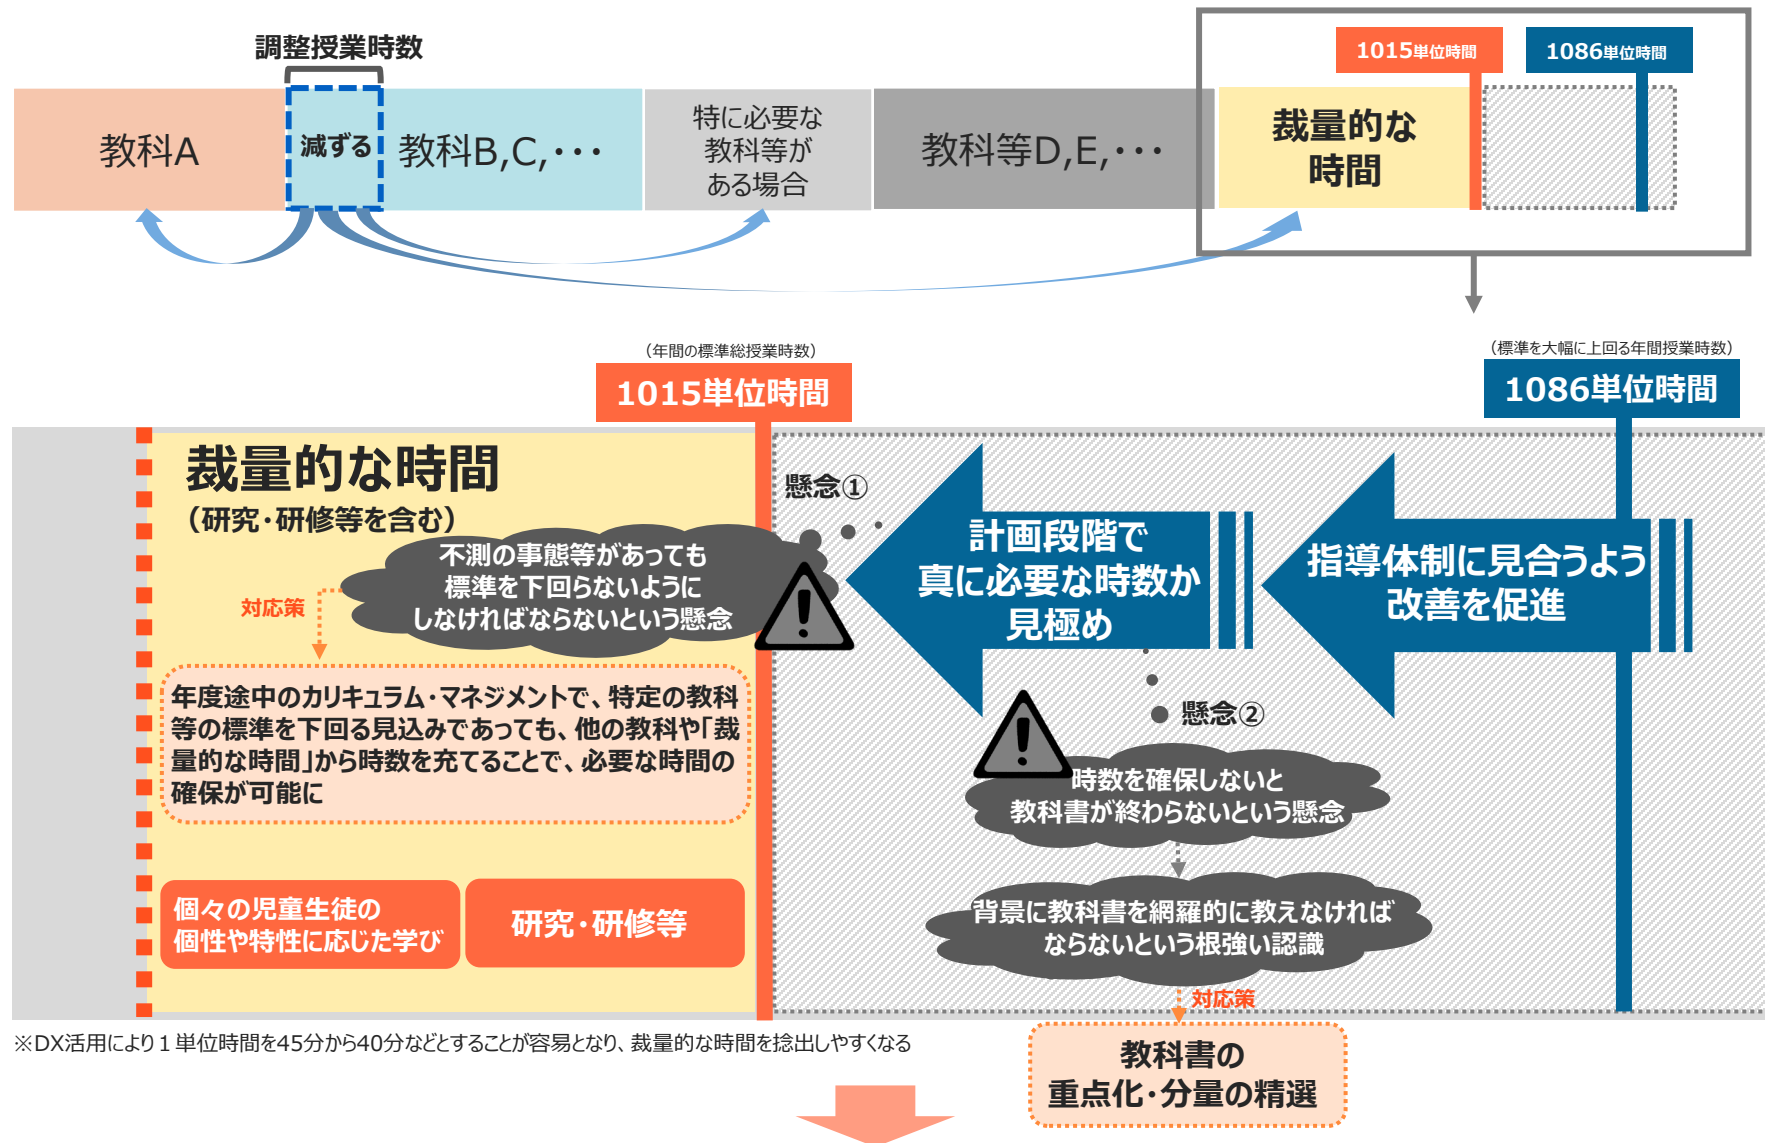 調整授業時数
1015単位時間
1086単位時間
教科A
減ずる
教科B,C,・・・
特に必要な
教科等が
ある場合
教科等D,E,・・・
裁量的な
時間
（年間の標準総授業時数）
1015単位時間
（標準を大幅に上回る年間授業時数）
1086単位時間
裁量的な時間
（研究・研修等を含む）
懸念①
不測の事態等があっても
標準を下回らないように
しなければならないという懸念
対応策
計画段階で
真に必要な時数か
見極め
指導体制に見合うよう
改善を促進
年度途中のカリキュラム・マネジメントで、特定の教科
等の標準を下回る見込みであっても、他の教科や「裁
量的な時間」から時数を充てることで、必要な時間の
確保が可能に
懸念②
時数を確保しないと
教科書が終わらないという懸念
個々の児童生徒の
個性や特性に応じた学び
研究・研修等
背景に教科書を網羅的に教えなければ
ならないという根強い認識
対応策
教科書の
重点化・分量の精選
※DX活用により１単位時間を45分から40分などとすることが容易となり、裁量的な時間を捻出しやすくなる